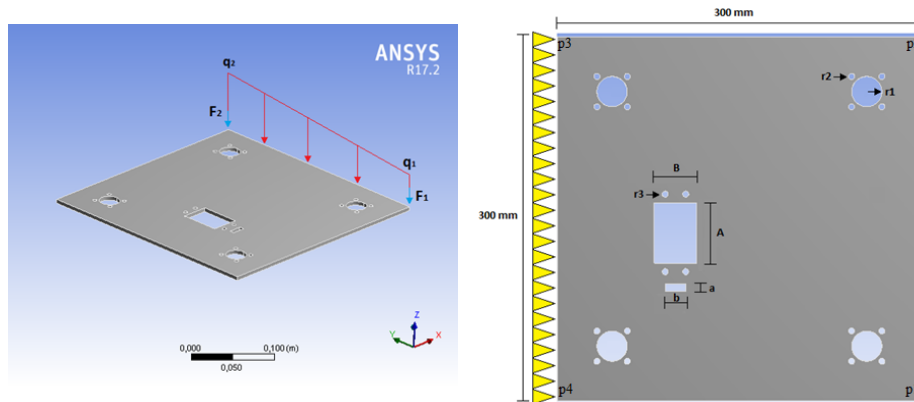 ANSYS
R17.2
q2
F2
q1
F1
Z
Y
X
0,000
0,100 (m)
0,050
300 mm
p3
p
r2
r1
B
r3
300 mm
A
a
b
p4
p